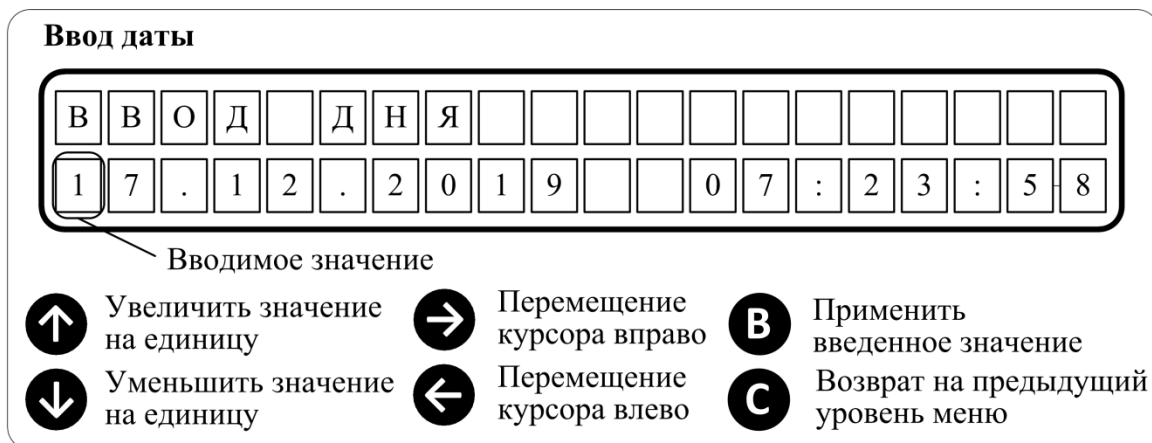 Ввод даты
ВВОД ДНЯ
17.12.2019  07:23:58
Вводимое значение
↑ Увеличить значение на единицу
→ Перемещение курсора вправо
B Применить введенное значение
↓ Уменьшить значение на единицу
← Перемещение курсора влево
C Возврат на предыдущий уровень меню